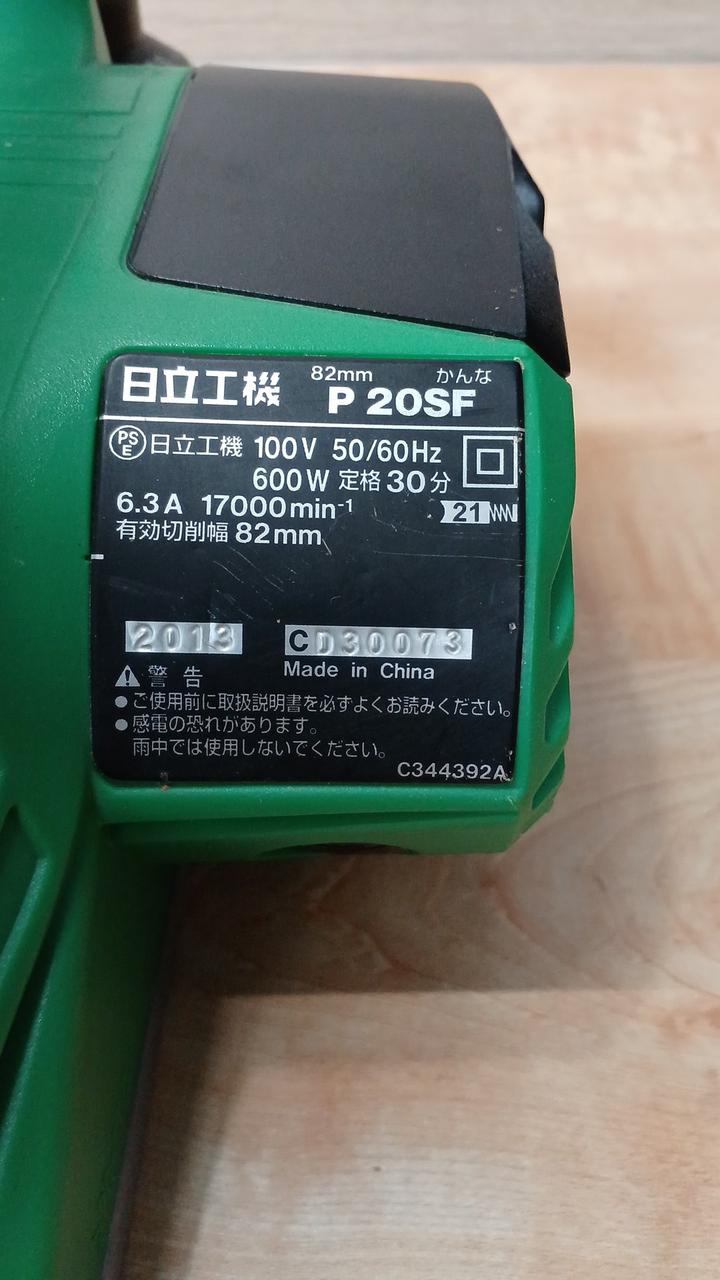 日立工機 82mm かんな P 20SF
PSE 日立工機 100V 50/60Hz
600W 定格30分
6.3A 17000min⁻¹ 21
有効切削幅 82mm
2013 CD30073
警告 Made in China
●ご使用前に取扱説明書を必ずよくお読みください。
●感電の恐れがあります。
雨中では使用しないでください。
C344392A